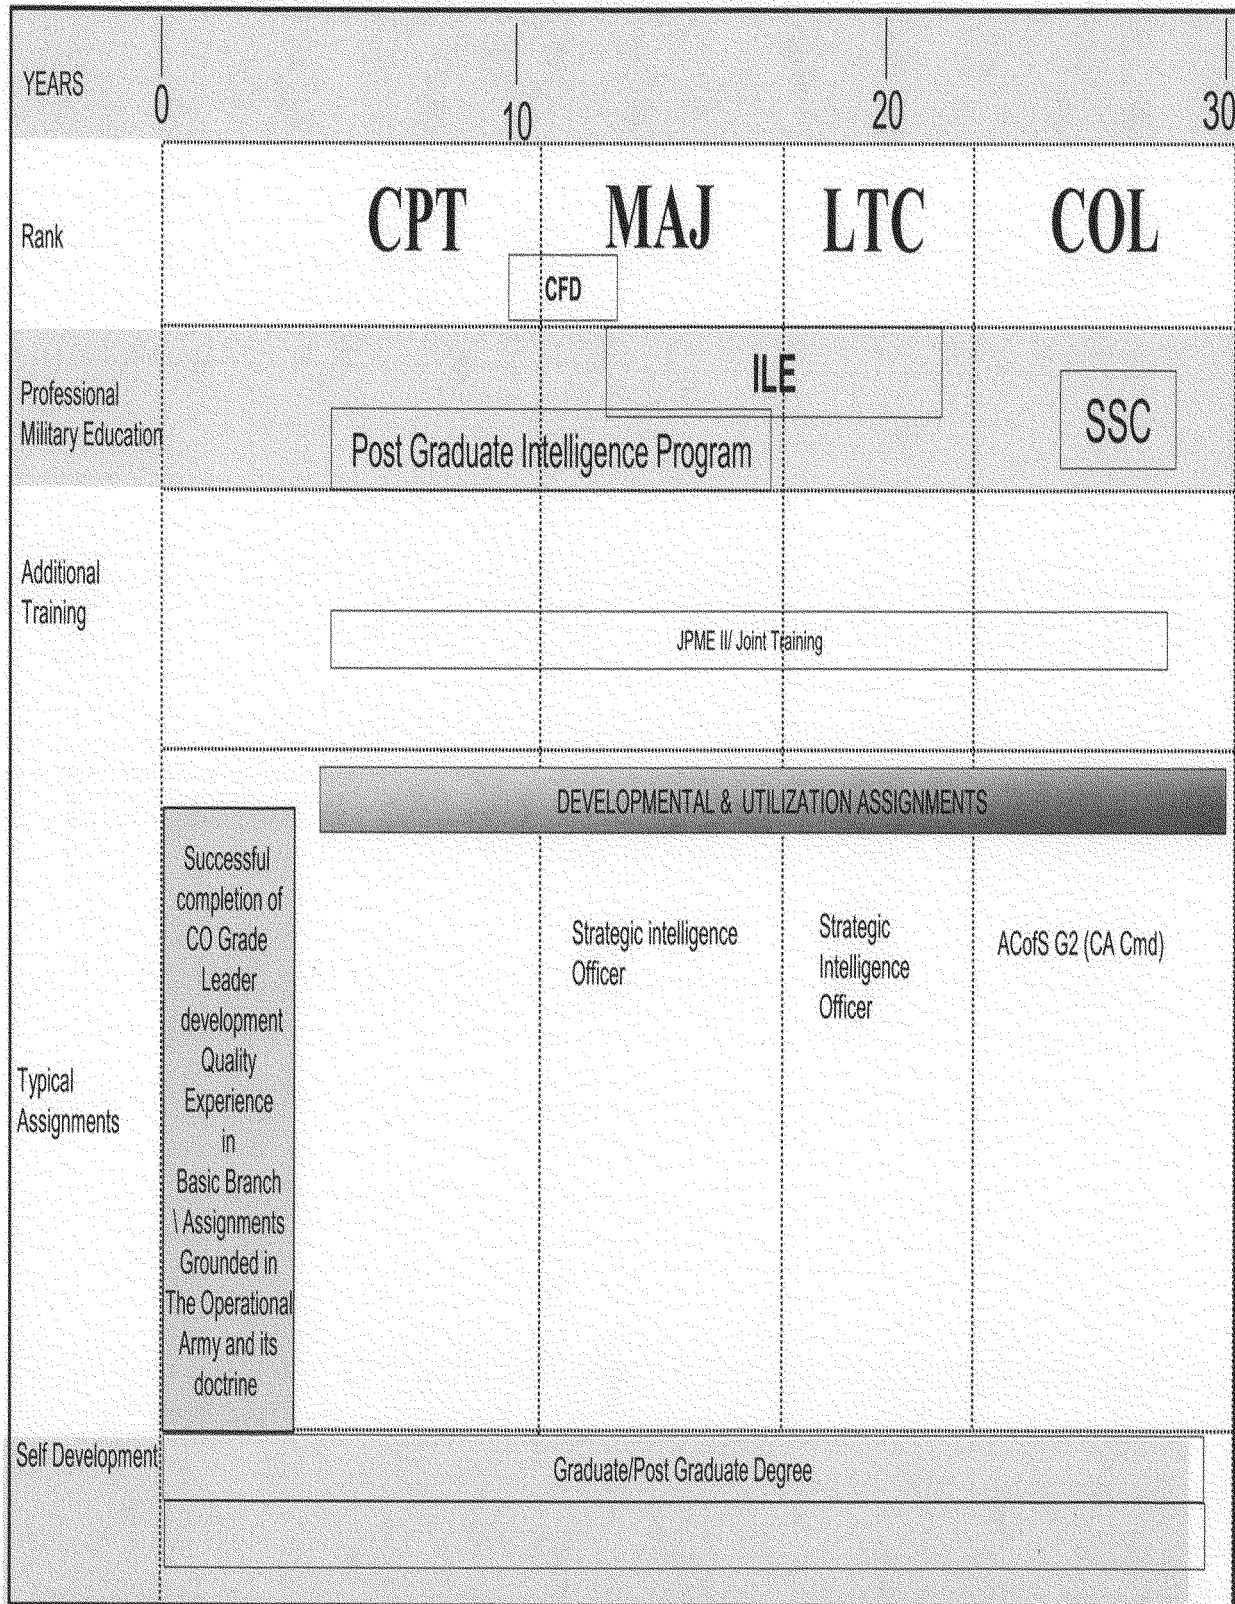 YEARS
0
10
20
30
Rank
CPT
MAJ
LTC
COL
CFD
Professional
Military Education
ILE
SSC
Post Graduate Intelligence Program
Additional
Training
JPME II/ Joint Training
DEVELOPMENTAL & UTILIZATION ASSIGNMENTS
Typical
Assignments
Successful
completion of
CO Grade
Leader
development
Quality
Experience
in
Basic Branch
\ Assignments
Grounded in
The Operational
Army and its
doctrine
Strategic intelligence
Officer
Strategic
Intelligence
Officer
ACofS G2 (CA Cmd)
Self Development
Graduate/Post Graduate Degree